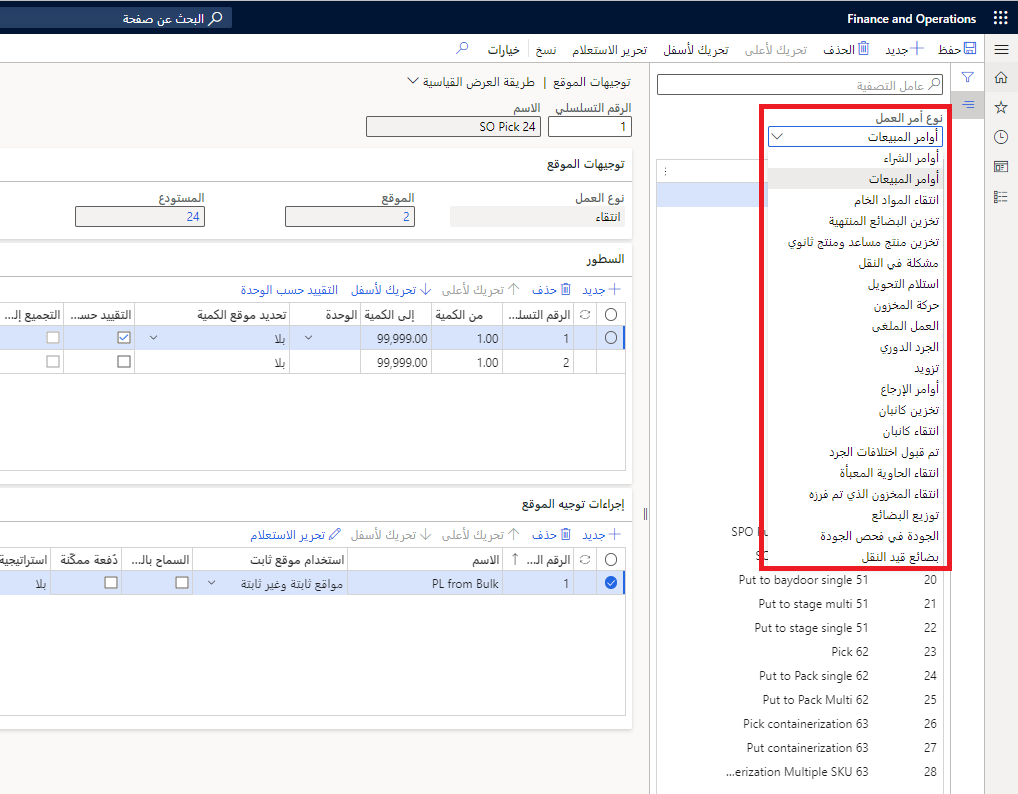 Finance and Operations
البحث عن صفحة
حفظ
جديد
الحذف
تحريك لأعلى
تحريك لأسفل
تحرير الاستعلام
نسخ
خيارات
عامل التصفية
نوع أمر العمل
أوامر المبيعات
أوامر الشراء
أوامر المبيعات
انتقاء المواد الخام
تخزين البضائع المنتهية
تخزين منتج مساعد ومنتج ثانوي
مشكلة في النقل
استلام التحويل
حركة المخزون
العمل الملغى
الجرد الدوري
تزويد
أوامر الإرجاع
تخزين كانبان
انتقاء كانبان
تم قبول اختلافات الجرد
انتقاء الحاوية المعبأة
انتقاء المخزون الذي تم فرزه
توزيع البضائع
الجودة في فحص الجودة
بضائع قيد النقل
SPO
20 Put to baydoor single 51
21 Put to stage multi 51
22 Put to stage single 51
23 Pick 62
24 Put to Pack single 62
25 Put to Pack Multi 62
26 Pick containerization 63
27 Put containerization 63
28 ...erization Multiple SKU 63
توجيهات الموقع | طريقة العرض القياسية
الرقم التسلسلي الاسم
1 SO Pick 24
توجيهات الموقع
نوع العمل الموقع المستودع
انتقاء 2 24
السطور
جديد حذف تحريك لأعلى تحريك لأسفل التقييد حسب الوحدة
الرقم التسلـ... من الكمية إلى الكمية الوحدة تحديد موقع الكمية التقييد حسـ... التجميع إلـ...
1 1.00 99,999.00 بلا
2 1.00 99,999.00 بلا
إجراءات توجيه الموقع
جديد حذف تحريك لأعلى تحريك لأسفل تحرير الاستعلام
الرقم الـ... الاسم استخدام موقع ثابت السماح بالـ... دُفعة ممكّنة استراتيجية
1 PL from Bulk مواقع ثابتة وغير ثابتة بلا